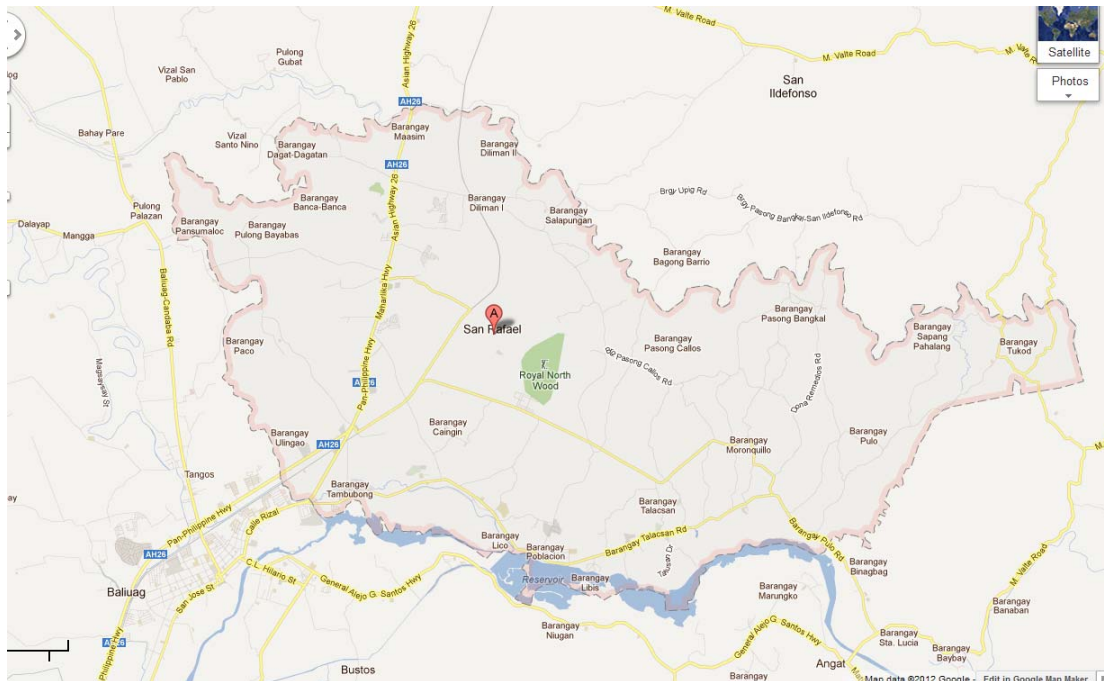 M. Valte Road
Asian Highway 26
Pulong
Gubat
Vizal San
Pablo
M. Valte Road
M. Valte
Satellite
San
Ildefonso
Photos
AH26
Bahay Pare
Vizal
Santo Nino
Barangay
Dagat-Dagatan
Barangay
Maasim
Barangay
Diliman II
AH26
Barangay
Banca-Banca
Barangay
Diliman I
Brgy Upig Rd
Brgy Pasong Bangkal-San Ildefonso Rd
Pulong
Palazan
Dalayap
Mangga
Barangay
Pansumaloc
Barangay
Pulong Bayabas
Asian Highway 26
Barangay
Salapungan
Barangay
Bagong Barrio
Baliuag-Candaba Rd
Maharlika Hwy
A
San Rafael
Barangay
Pasong Bangkal
Barangay
Sapang
Pahalang
Barangay
Tukod
Barangay
Paco
Barangay
Pasong Callos
Pasong Callos Rd
Magsaysay St
Pan-Philippine Hwy
AH26
Royal North
Wood
Dona Remedios Rd
Barangay
Caingin
Barangay
Ulingao
AH26
Barangay
Moronquillo
Barangay
Pulo
Tangos
Barangay
Tambubong
Barangay
Talacsan
Pan-Philippine Hwy
Calle Rizal
Barangay
Lico
Barangay
Poblacion
Barangay Talacsan Rd
Barangay Pulo Rd
AH26
C.L. Hilario St
General Alejo G. Santos Hwy
Reservoir
Barangay
Libis
Barangay
Binagbag
M. Valte Road
San Jose St
Baliuag
Barangay
Marungko
Barangay
Banaban
Barangay
Niugan
General Alejo G. Santos Hwy
Barangay
Sta. Lucia
Barangay
Baybay
AH26
Philippine Hwy
Bustos
Angat
Map data ©2012 Google - Edit in Google Map Maker